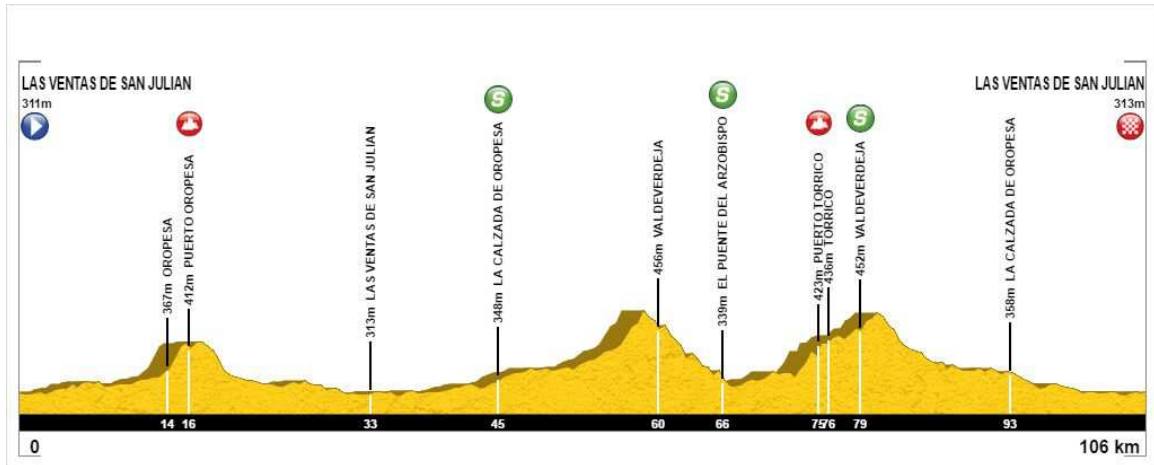 LAS VENTAS DE SAN JULIAN
311m
367m OROPESA
412m PUERTO OROPESA
313m LAS VENTAS DE SAN JULIAN
S
348m LA CALZADA DE OROPESA
456m VALDEVERDEJA
S
339m EL PUENTE DEL ARZOBISPO
423m PUERTO TORRICO
436m TORRICO
S
452m VALDEVERDEJA
358m LA CALZADA DE OROPESA
LAS VENTAS DE SAN JULIAN
313m
14 16 33 45 60 66 75 76 79 93
0 106 km